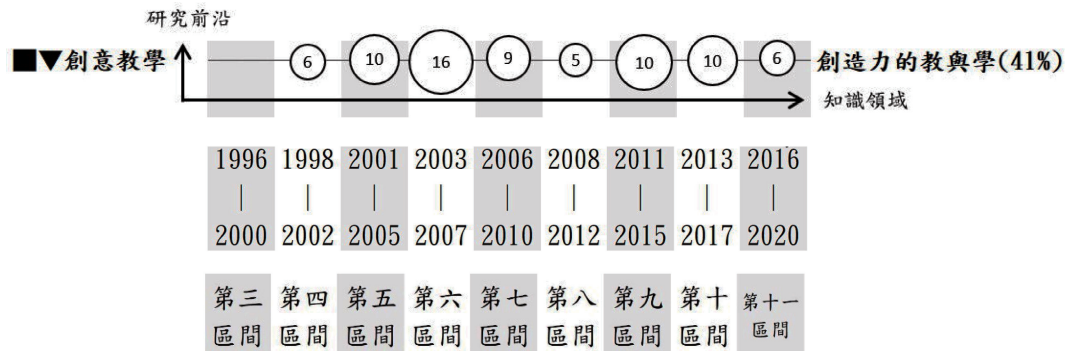 研究前沿
■▼創意教學
6 10 16 9 5 10 10 6
創造力的教與學(41%)
知識領域
1996 1998 2001 2003 2006 2008 2011 2013 2016
| | | | | | | | |
2000 2002 2005 2007 2010 2012 2015 2017 2020
第三 第四 第五 第六 第七 第八 第九 第十 第十一
區間 區間 區間 區間 區間 區間 區間 區間 區間